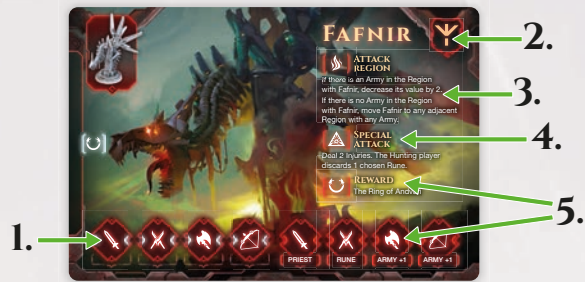 FAFNIR
2.
ATTACK
REGION
If there is an Army in the Region
with Fafnir, decrease its value by 2.
If there is no Army in the Region
with Fafnir, move Fafnir to any adjacent
Region with any Army.
3.
SPECIAL
ATTACK
4.
Deal 2 Injuries. The Hunting player
discards 1 chosen Rune.
REWARD
The Ring of
5.
1.
PRIEST
RUNE
ARMY +1
ARMY +1